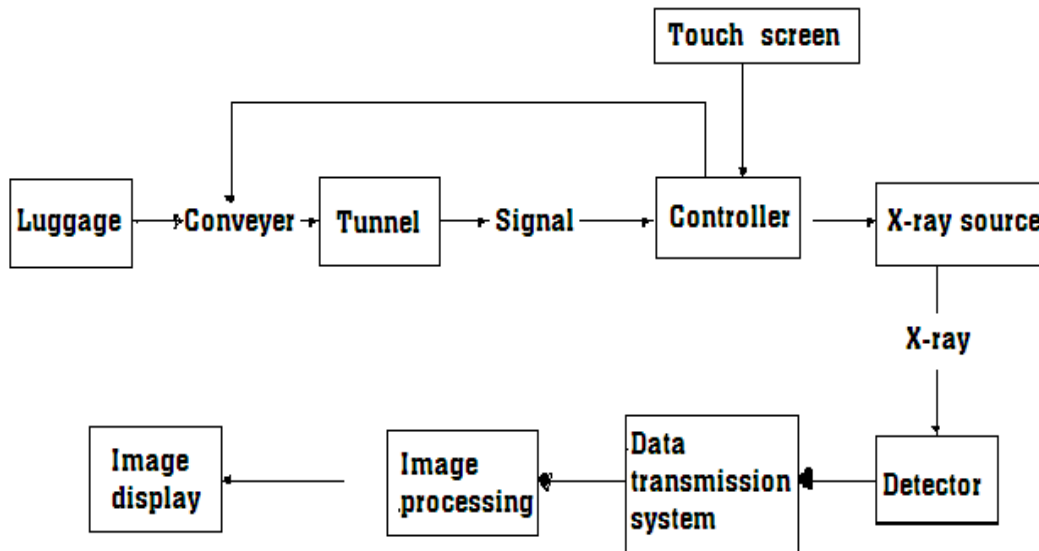 Touch screen
Luggage
Conveyer
Tunnel
Signal
Controller
X-ray source
X-ray
Image
display
Image
processing
Data
transmission
system
Detector